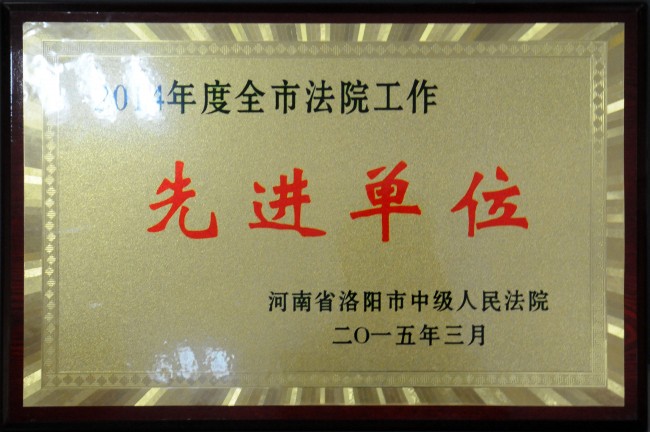 2014年度全市法院工作
先进单位
河南省洛阳市中级人民法院
二〇一五年三月